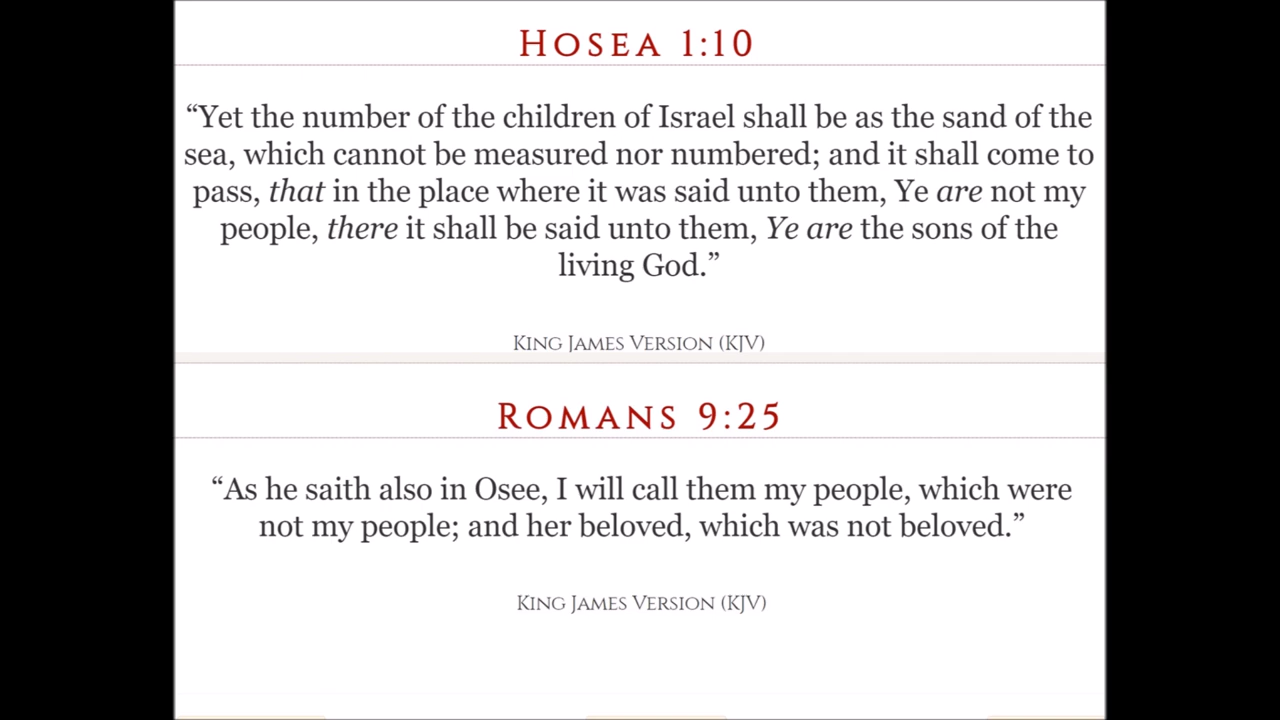 Hosea 1:10
“Yet the number of the children of Israel shall be as the sand of the
sea, which cannot be measured nor numbered; and it shall come to
pass, that in the place where it was said unto them, Ye are not my
people, there it shall be said unto them, Ye are the sons of the
living God.”
King James Version (KJV)
Romans 9:25
“As he saith also in Osee, I will call them my people, which were
not my people; and her beloved, which was not beloved.”
King James Version (KJV)